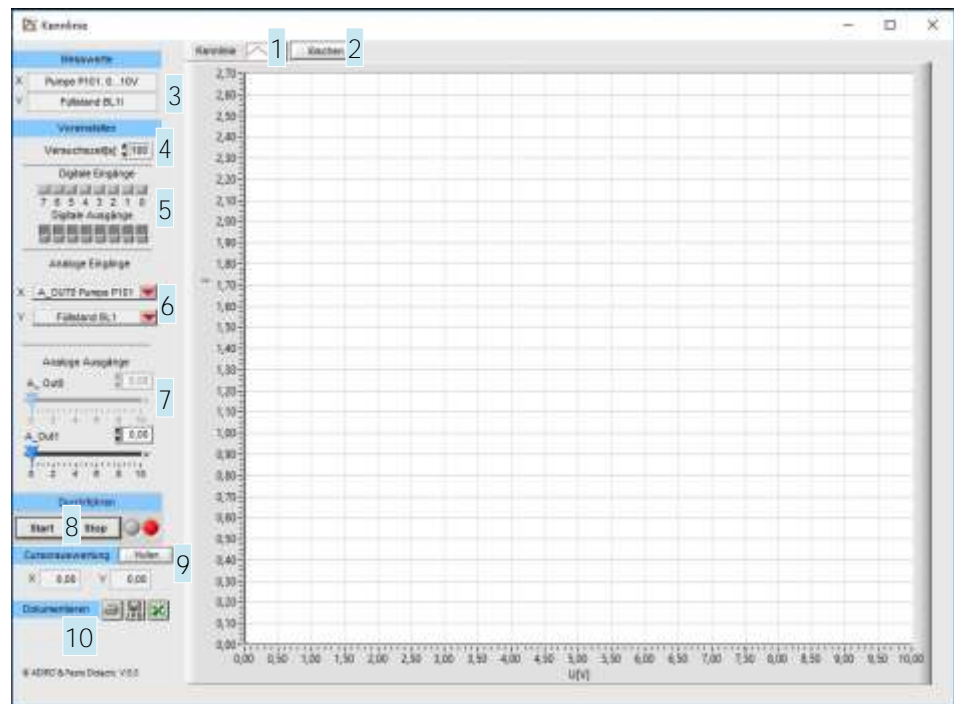 Kennlinie
Messwerte
X Pumpe P101: 0...10V
Y Füllstand BL1
3
Voreinstellen
Versuchszeit[s] 100
4
Digitale Eingänge
7 6 5 4 3 2 1 0
Digitale Ausgänge
5
Analoge Eingänge
X A_OUT0 Pumpe P101
Y Füllstand BL1
6
Analoge Ausgänge
A_Out0 0,00
0 2 4 6 8 10
7
A_Out1 0,00
0 2 4 6 8 10
Durchführen
Start 8 Stop
Cursorauswertung Holen
9
X 0,00 Y 0,00
Dokumentieren
10
Kennlinie 1 löschen 2
2,70
2,60
2,50
2,40
2,30
2,20
2,10
2,00
1,90
1,80
1,70
1,60
1,50
1,40
1,30
1,20
1,10
1,00
0,90
0,80
0,70
0,60
0,50
0,40
0,30
0,20
0,10
0,00
0,00 0,50 1,00 1,50 2,00 2,50 3,00 3,50 4,00 4,50 5,00 5,50 6,00 6,50 7,00 7,50 8,00 8,50 9,00 9,50 10,00
U[V]